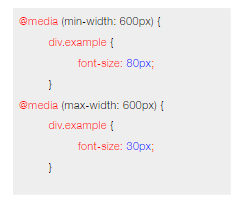 @media (min-width: 600px) {
div.example {
font-size: 80px;
}
@media (max-width: 600px) {
div.example {
font-size: 30px;
}